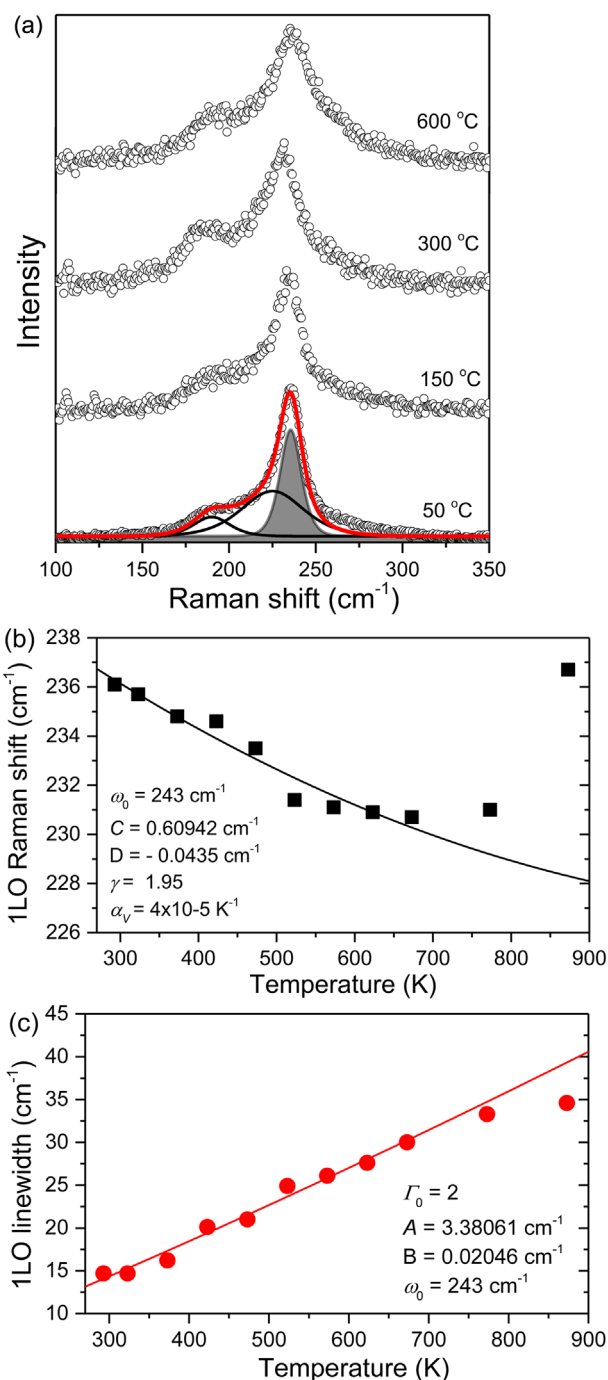 (a)
600 °C
300 °C
150 °C
50 °C
Intensity
100 150 200 250 300 350
Raman shift (cm-1)
(b)
238
236
234
232
230
228
226
1LO Raman shift (cm-1)
ω0 = 243 cm-1
C = 0.60942 cm-1
D = - 0.0435 cm-1
γ = 1.95
αV = 4x10-5 K-1
300 400 500 600 700 800 900
Temperature (K)
(c)
45
40
35
30
25
20
15
10
1LO linewidth (cm-1)
Γ0 = 2
A = 3.38061 cm-1
B = 0.02046 cm-1
ω0 = 243 cm-1
300 400 500 600 700 800 900
Temperature (K)